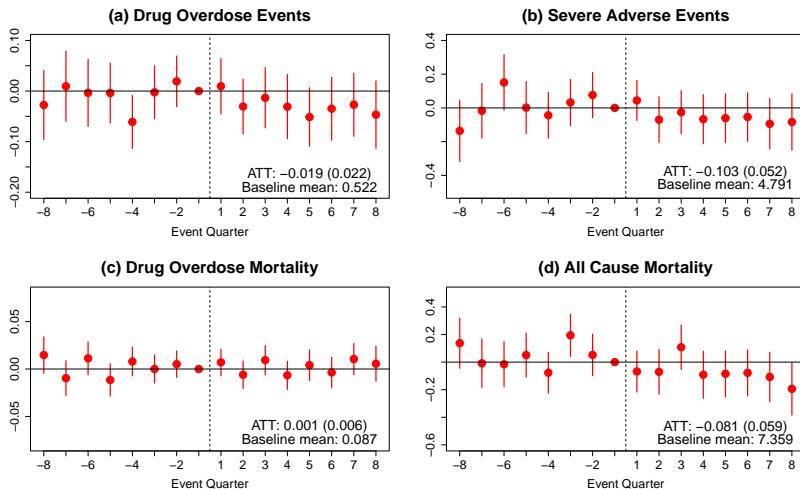 (a) Drug Overdose Events
0.10
0.00
−0.10
−0.20
ATT: −0.019 (0.022)
Baseline mean: 0.522
−8 −6 −4 −2 1 2 3 4 5 6 7 8
Event Quarter
(b) Severe Adverse Events
0.4
0.0
−0.4
ATT: −0.103 (0.052)
Baseline mean: 4.791
−8 −6 −4 −2 1 2 3 4 5 6 7 8
Event Quarter
(c) Drug Overdose Mortality
0.05
0.00
−0.05
ATT: 0.001 (0.006)
Baseline mean: 0.087
−8 −6 −4 −2 1 2 3 4 5 6 7 8
Event Quarter
(d) All Cause Mortality
0.2
−0.2
−0.6
ATT: −0.081 (0.059)
Baseline mean: 7.359
−8 −6 −4 −2 1 2 3 4 5 6 7 8
Event Quarter